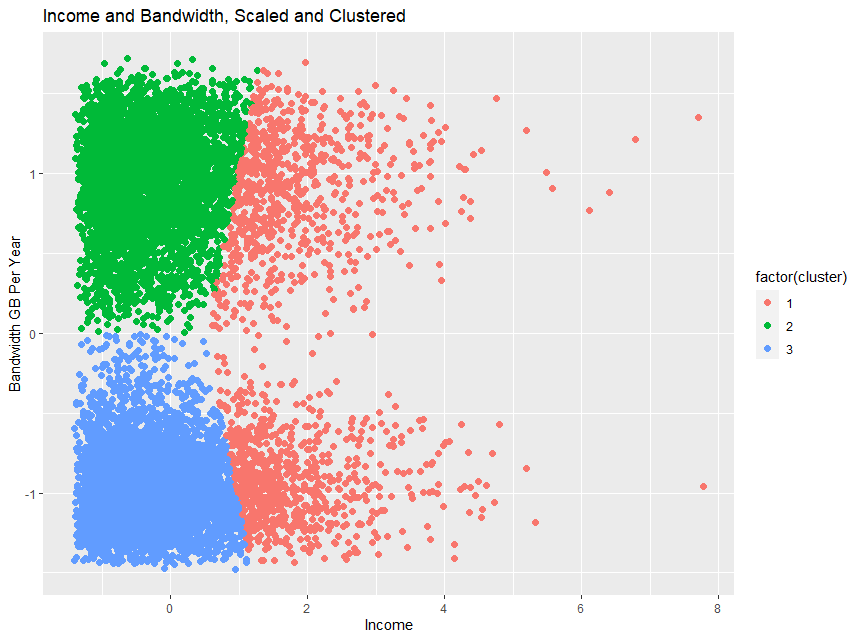 Income and Bandwidth, Scaled and Clustered
Bandwidth GB Per Year
1
0
-1
0
2
4
6
8
Income
factor(cluster)
1
2
3